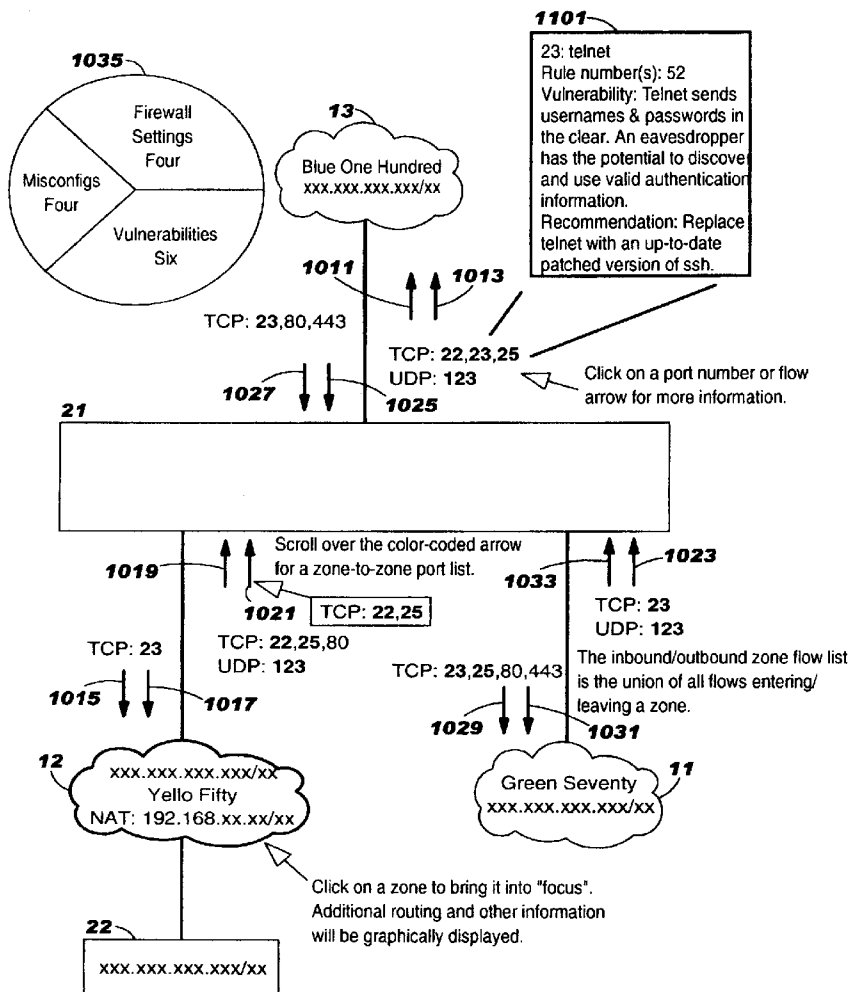 1101
23: telnet
Rule number(s): 52
Vulnerability: Telnet sends
usernames & passwords in
the clear. An eavesdropper
has the potential to discover
and use valid authentication
information.
Recommendation: Replace
telnet with an up-to-date
patched version of ssh.
1035
Firewall
Settings
Four
Misconfigs
Four
Vulnerabilities
Six
13
Blue One Hundred
xxx.xxx.xxx.xxx/xx
1011
1013
TCP: 23,80,443
TCP: 22,23,25
UDP: 123
Click on a port number or flow
arrow for more information.
1027
1025
21
1019
Scroll over the color-coded arrow
for a zone-to-zone port list.
1021
TCP: 22,25
TCP: 22,25,80
UDP: 123
1033
1023
TCP: 23
UDP: 123
TCP: 23
1015
1017
TCP: 23,25,80,443
The inbound/outbound zone flow list
is the union of all flows entering/
leaving a zone.
1029
1031
12
xxx.xxx.xxx.xxx/xx
Yello Fifty
NAT: 192.168.xx.xx/xx
Green Seventy
xxx.xxx.xxx.xxx/xx
11
Click on a zone to bring it into "focus".
Additional routing and other information
will be graphically displayed.
22
xxx.xxx.xxx.xxx/xx